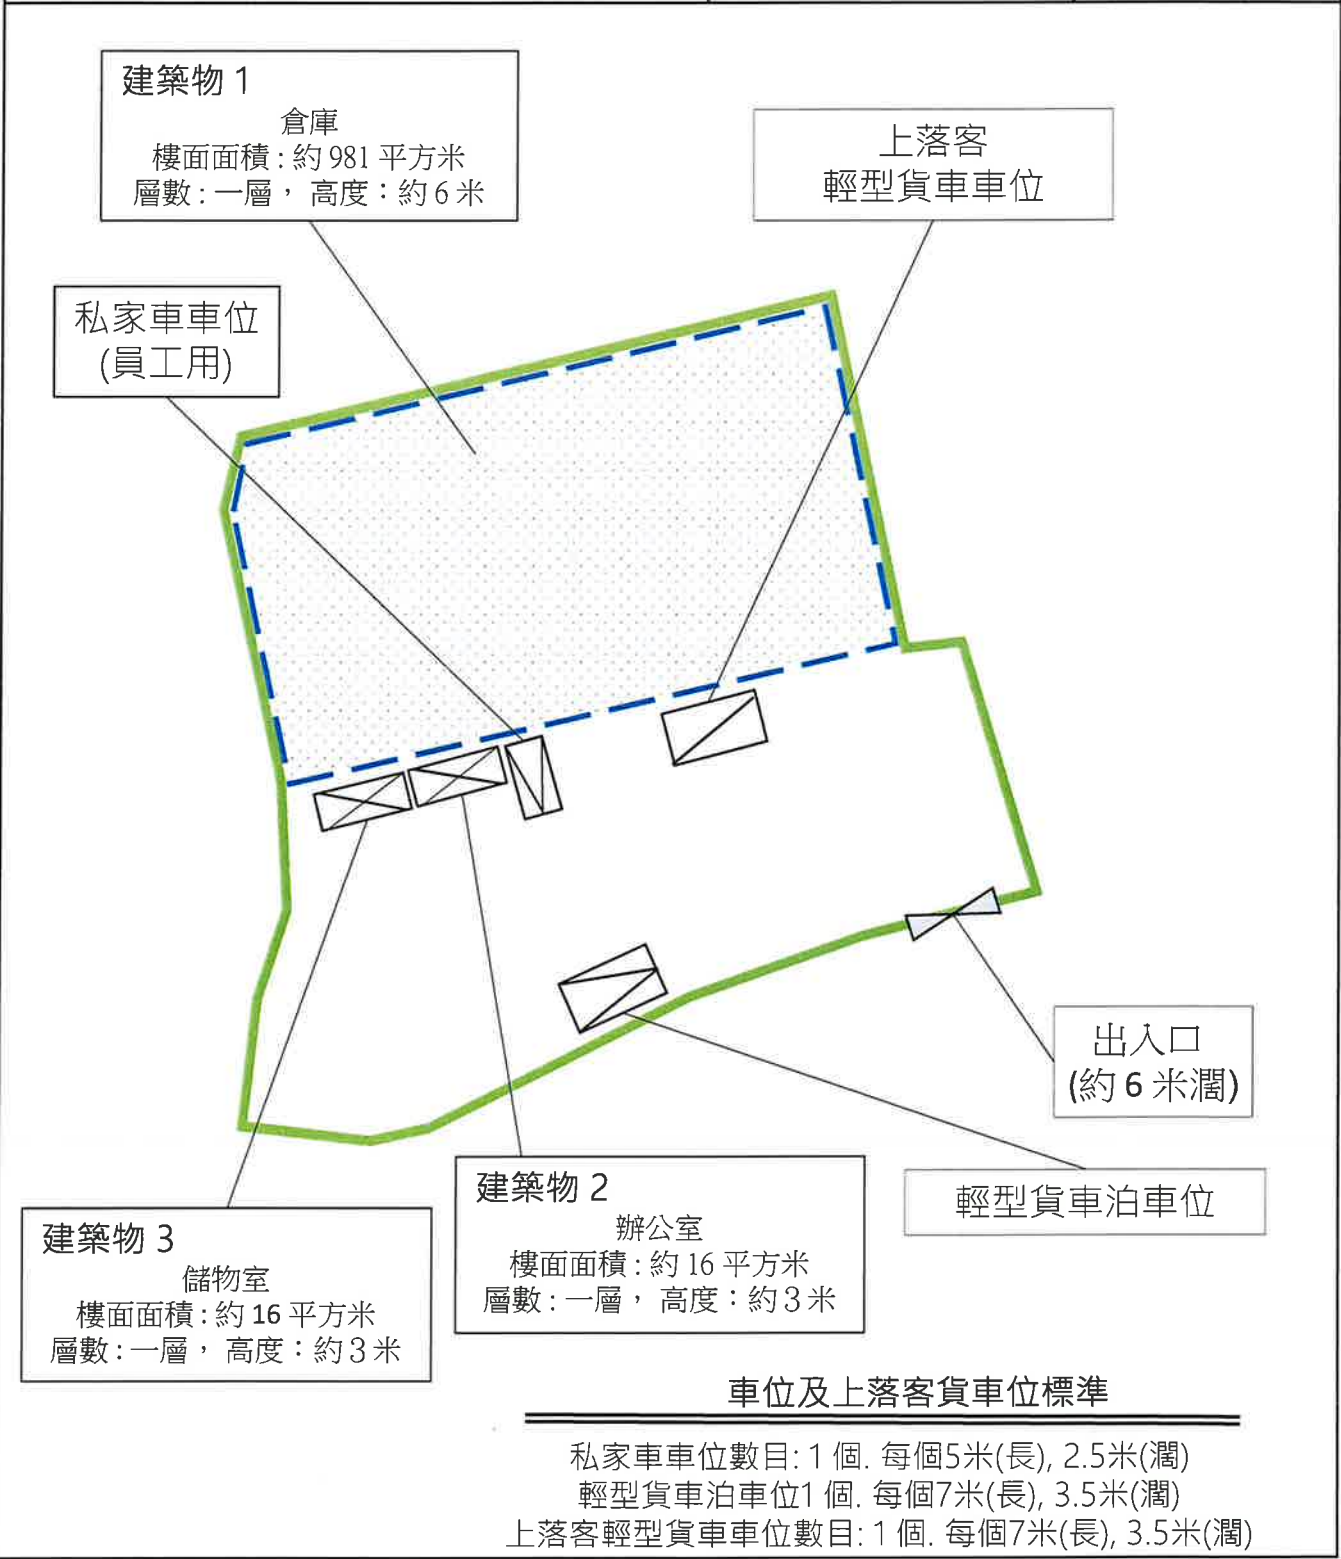 建築物 1
倉庫
樓面面積 : 約 981 平方米
層數 : 一層， 高度：約 6 米
上落客
輕型貨車車位
私家車車位
(員工用)
出入口
(約 6 米濶)
輕型貨車泊車位
建築物 2
辦公室
樓面面積 : 約 16 平方米
層數 : 一層， 高度：約 3 米
建築物 3
儲物室
樓面面積 : 約 16 平方米
層數 : 一層， 高度：約 3 米
車位及上落客貨車位標準
私家車車位數目: 1 個. 每個5米(長), 2.5米(濶)
輕型貨車泊車位1 個. 每個7米(長), 3.5米(濶)
上落客輕型貨車車位數目: 1 個. 每個7米(長), 3.5米(濶)